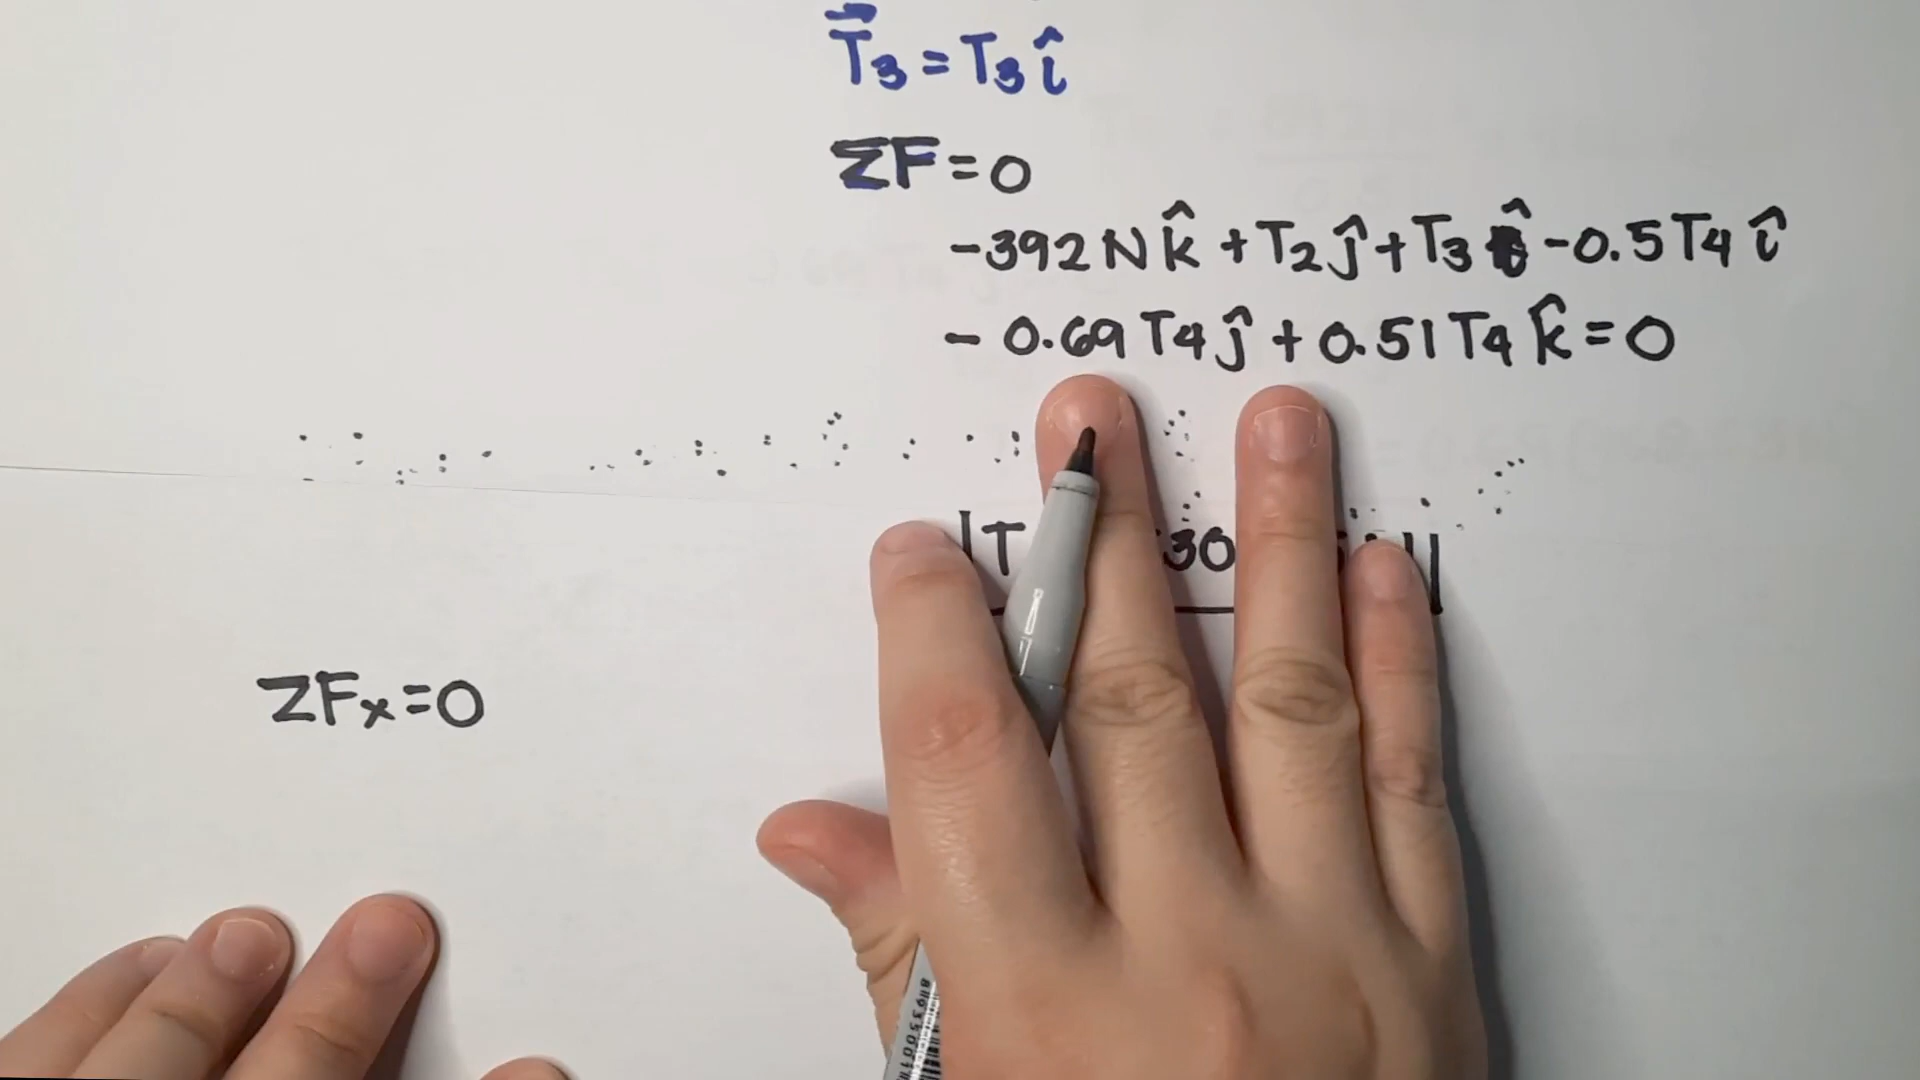 T⃗3 = T3 î
ΣF = 0
-392 N k̂ + T2 ĵ + T3 î - 0.5 T4 î
- 0.69 T4 ĵ + 0.51 T4 k̂ = 0
ΣFx = 0